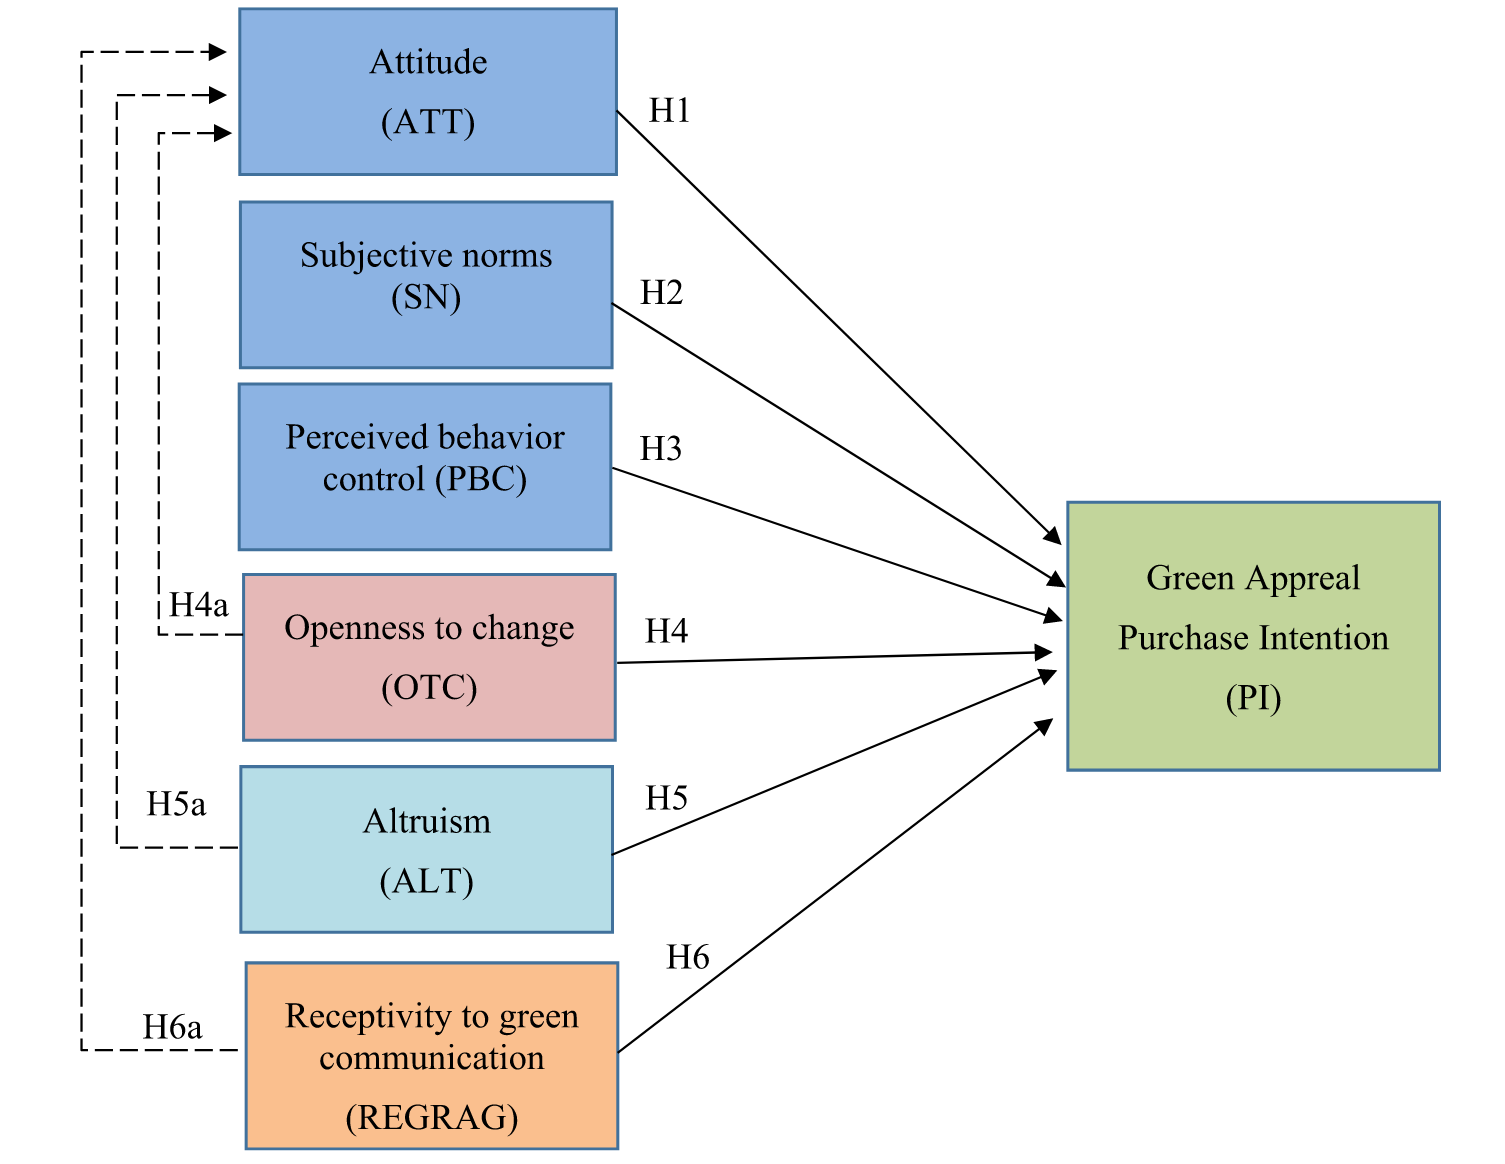 Attitude
(ATT)
H1
Subjective norms
(SN)
H2
Perceived behavior
control (PBC)
H3
Openness to change
(OTC)
H4a
H4
Altruism
(ALT)
H5a
H5
Receptivity to green
communication
(REGRAG)
H6a
H6
Green Appreal
Purchase Intention
(PI)